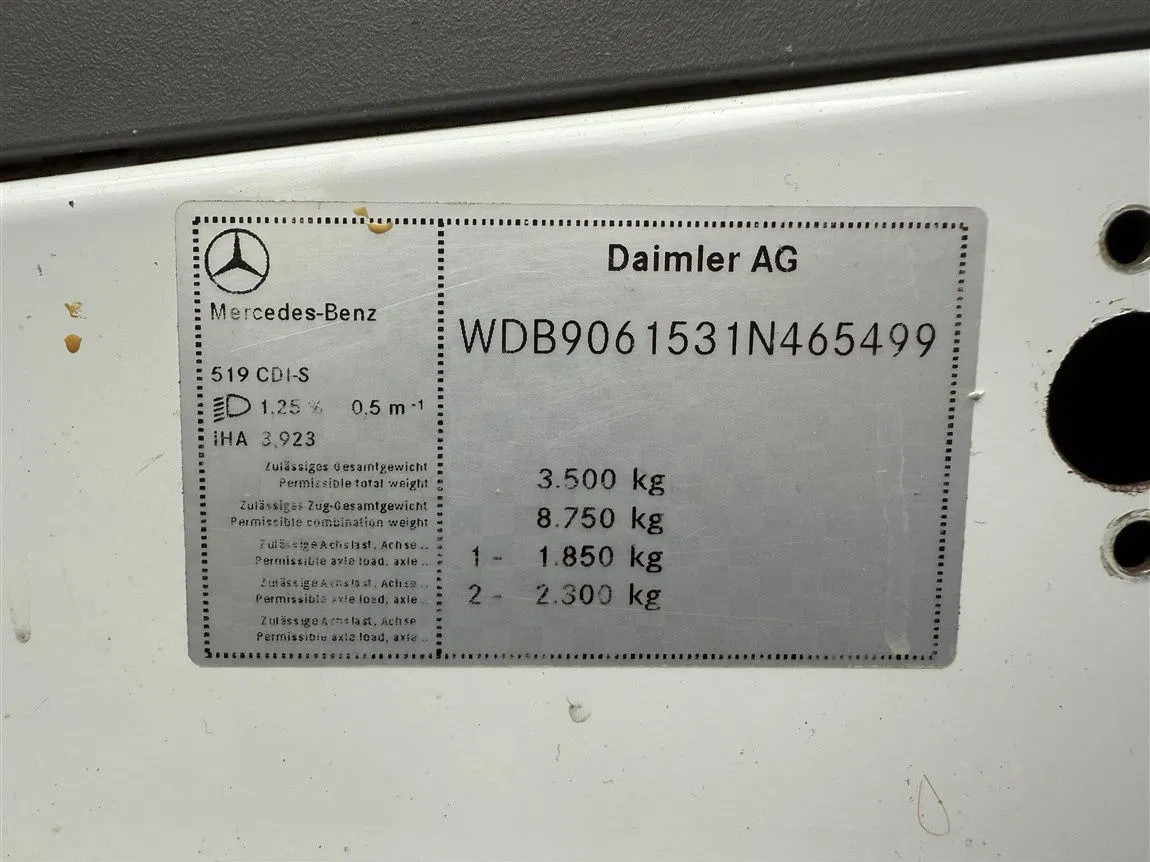 Mercedes-Benz
Daimler AG
WDB9061531N465499
519 CDI-S
1,25 % 0,5 m -1
iHA 3,923
Zulässiges Gesamtgewicht
Permissible total weight 3.500 kg
Zulässiges Zug-Gesamtgewicht
Permissible combination weight 8.750 kg
Zulässige Achslast, Achse ..
Permissible axle load, axle .. 1 - 1.850 kg
Zulässige Achslast, Achse ..
Permissible axle load, axle .. 2 - 2.300 kg
Zulässige Achslast, Achse
Permissible axle load, axle ..